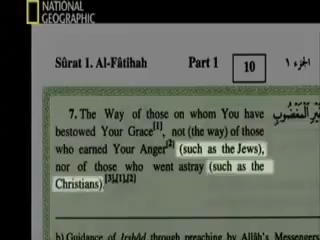 NATIONAL
GEOGRAPHIC
Sûrat 1. Al-Fâtihah Part 1 10 الجزء ١
7. The Way of those on whom You have
bestowed Your Grace[1], not (the way) of those
who earned Your Anger[2] (such as the Jews),
nor of those who went astray (such as the
Christians).[3],[1],[2]
b) Guidance of Irshâd through preaching by Allâh's Messengers